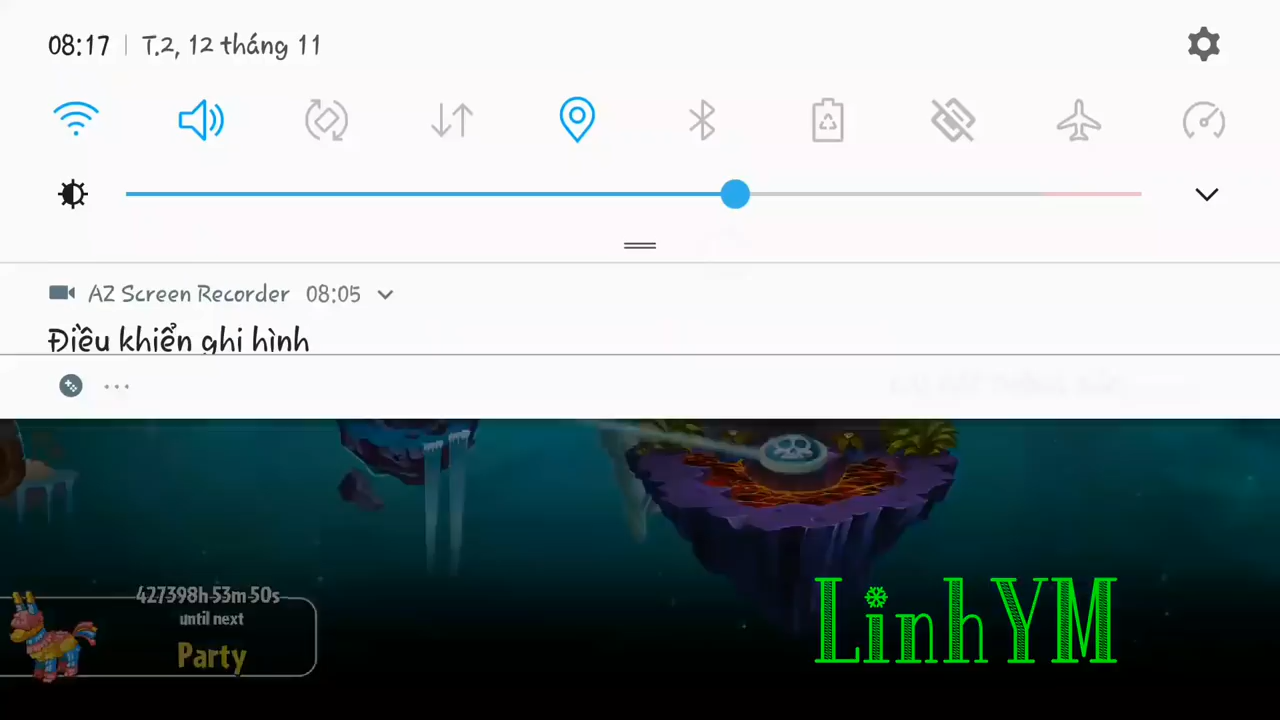 08:17 | T.2, 12 tháng 11
AZ Screen Recorder 08:05
Điều khiển ghi hình
...
427398h 53m 50s
until next
Party
LinhYM